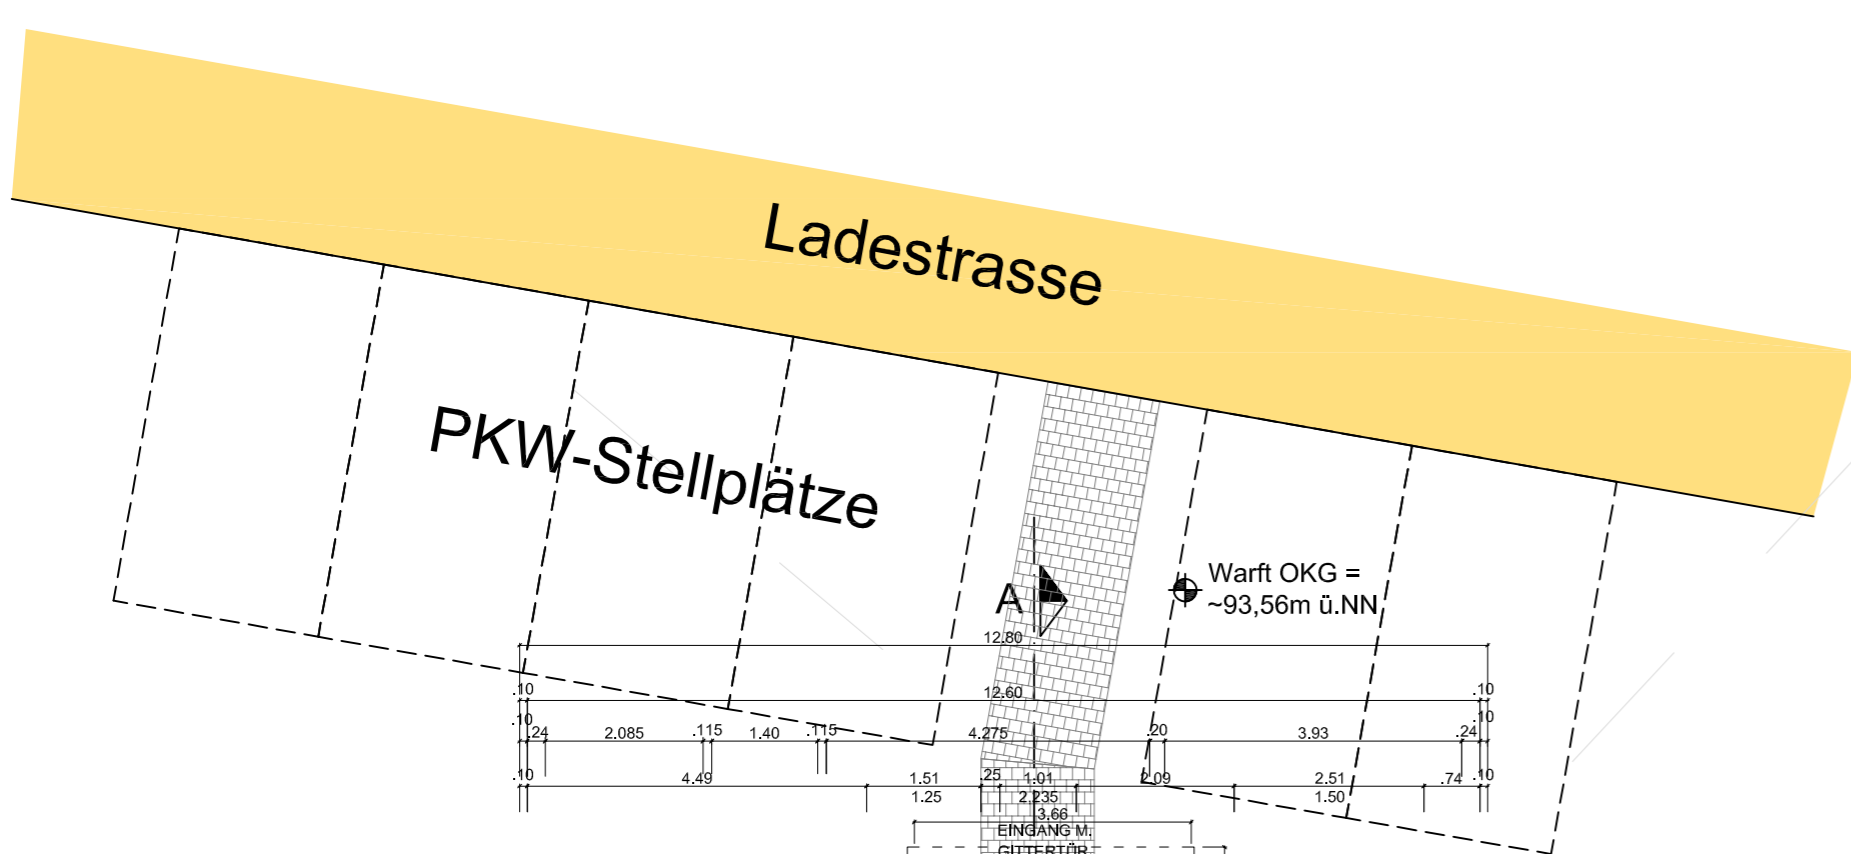 Ladestrasse
PKW-Stellplätze
Warft OKG =
~93,56m ü.NN
A
12.80
.10 12.60 .10
.10 .24 2.085 .115 1.40 .115 4.275 .20 3.93 .24 .10
.10 4.49 1.51 .25 1.01 2.09 2.51 .74 .10
1.25 2.235 1.50
3.66
EINGANG M.
GITTERTÜR